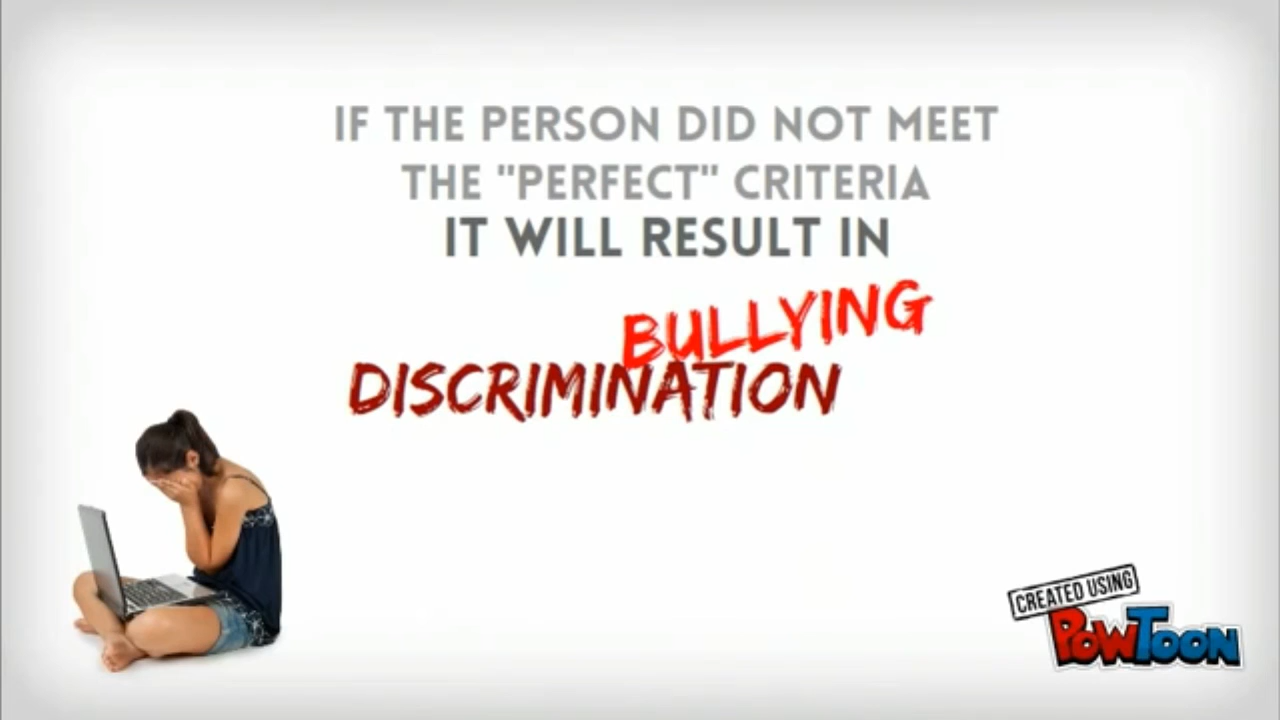 IF THE PERSON DID NOT MEET
THE "PERFECT" CRITERIA
IT WILL RESULT IN
BULLYING
DISCRIMINATION
CREATED USING
POWTOON